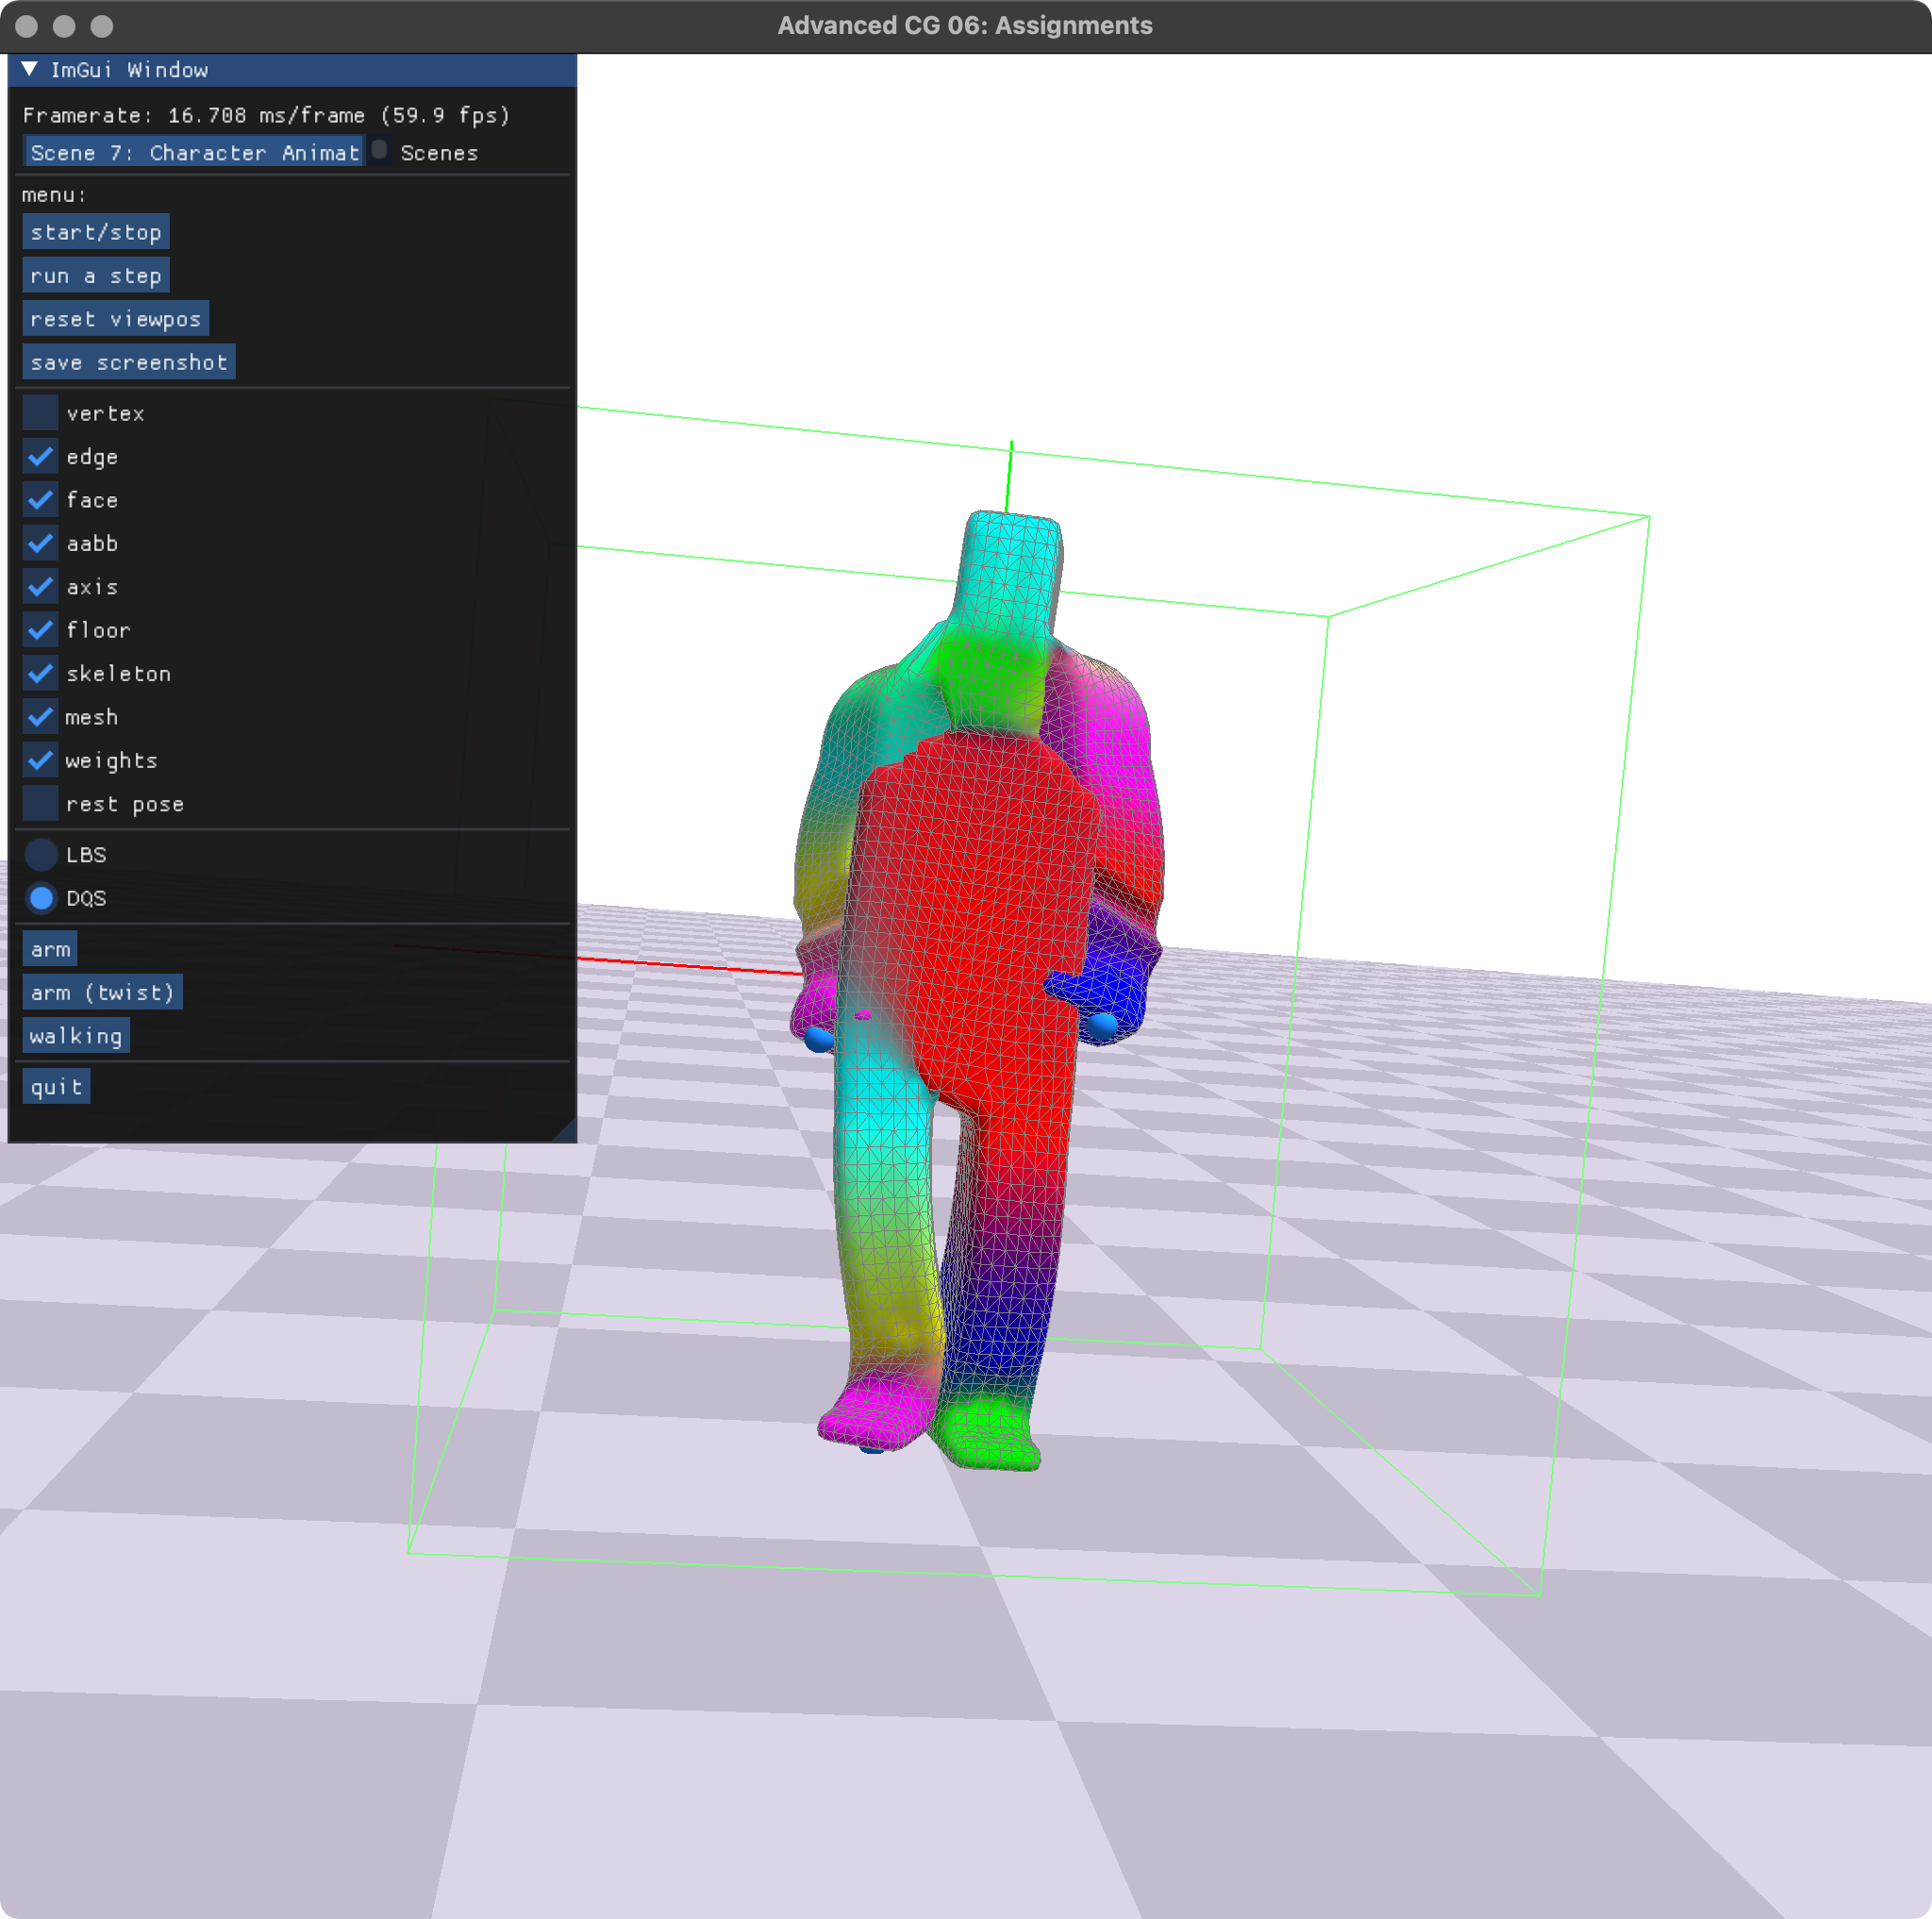 Advanced CG 06: Assignments
ImGui Window
Framerate: 16.708 ms/frame (59.9 fps)
Scene 7: Character Animat Scenes
menu:
start/stop
run a step
reset viewpos
save screenshot
vertex
edge
face
aabb
axis
floor
skeleton
mesh
weights
rest pose
LBS
DQS
arm
arm (twist)
walking
quit